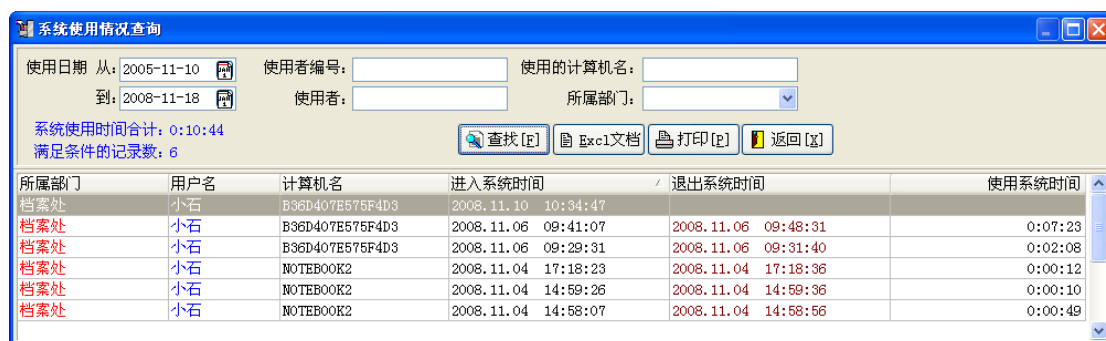 系统使用情况查询
使用日期 从: 2005-11-10 使用者编号: 使用的计算机名:
到: 2008-11-18 使用者: 所属部门:
系统使用时间合计: 0:10:44
满足条件的记录数: 6
查找[F] Excl文档 打印[P] 返回[X]
所属部门 用户名 计算机名 进入系统时间 退出系统时间 使用系统时间
档案处 小石 B36D407E575F4D3 2008.11.10 10:34:47
档案处 小石 B36D407E575F4D3 2008.11.06 09:41:07 2008.11.06 09:48:31 0:07:23
档案处 小石 B36D407E575F4D3 2008.11.06 09:29:31 2008.11.06 09:31:40 0:02:08
档案处 小石 NOTEBOOK2 2008.11.04 17:18:23 2008.11.04 17:18:36 0:00:12
档案处 小石 NOTEBOOK2 2008.11.04 14:59:26 2008.11.04 14:59:36 0:00:10
档案处 小石 NOTEBOOK2 2008.11.04 14:58:07 2008.11.04 14:58:56 0:00:49